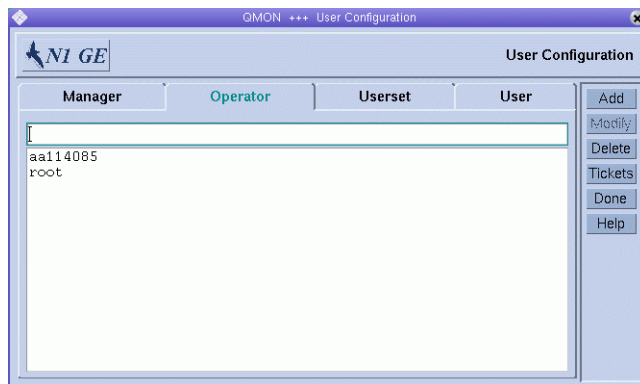 QMON +++ User Configuration
N1 GE
User Configuration
Manager Operator Userset User
aa114085
root
Add
Modify
Delete
Tickets
Done
Help